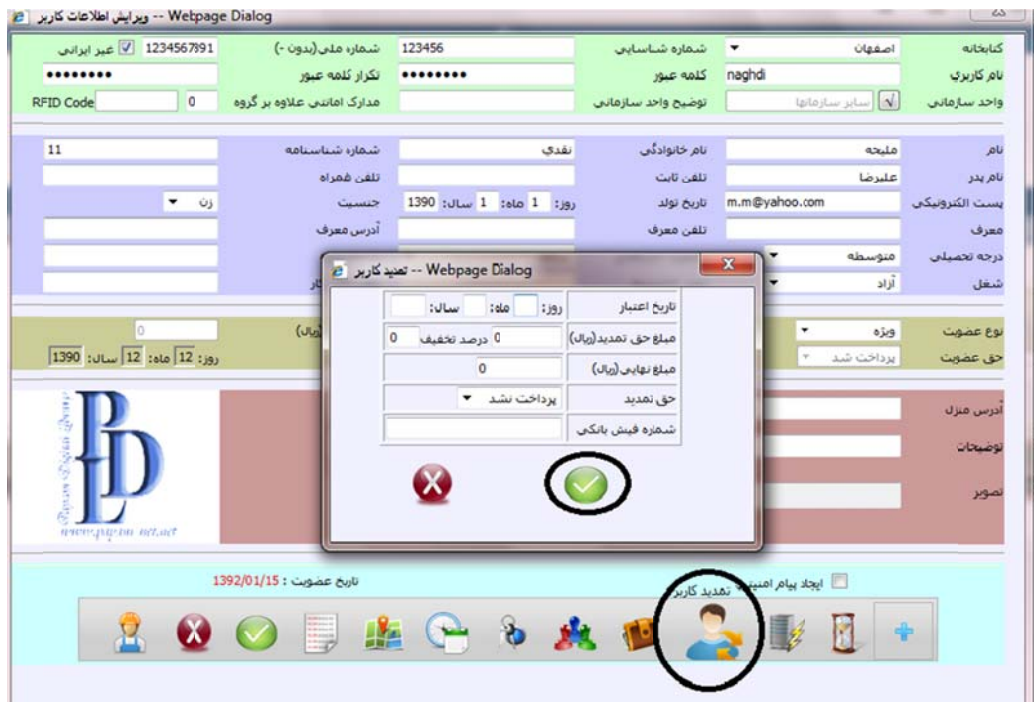 ویرایش اطلاعات کاربر -- Webpage Dialog
کتابخانه اصفهان شماره شناسایی 123456 شماره ملی(بدون -) 1234567891 غیر ایرانی
نام کاربری naghdi کلمه عبور •••••••• تکرار کلمه عبور ••••••••
واحد سازمانی سایر سازمانها توضیح واحد سازمانی مدارک امانتی علاوه بر گروه 0 RFID Code
نام ملیحه نام خانوادگی نقدی شماره شناسنامه 11
نام پدر علیرضا تلفن ثابت تلفن همراه
پست الکترونیکی m.m@yahoo.com تاریخ تولد روز: 1 ماه: 1 سال: 1390 جنسیت زن
معرف تلفن معرف آدرس معرف
درجه تحصیلی متوسطه
شغل آزاد
نوع عضویت ویژه (ریال) 0
حق عضویت پرداخت شد روز: 12 ماه: 12 سال: 1390
آدرس منزل
توضیحات
تصویر
تمدید کاربر -- Webpage Dialog
تاریخ اعتبار روز: ماه: سال:
مبلغ حق تمدید(ریال) 0 درصد تخفیف 0
مبلغ نهایی(ریال) 0
حق تمدید پرداخت نشد
شماره فیش بانکی
PDL
ایجاد پیام امنیتی تاریخ عضویت : 1392/01/15
تمدید کاربر